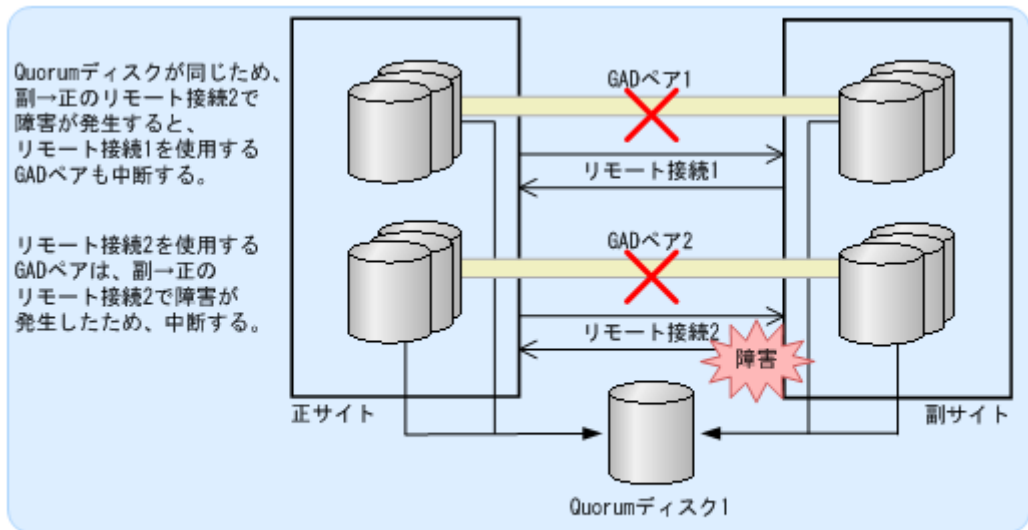 Quorumディスクが同じため、
副→正のリモート接続2で
障害が発生すると、
リモート接続1を使用する
GADペアも中断する。
リモート接続2を使用する
GADペアは、副→正の
リモート接続2で障害が
発生したため、中断する。
GADペア1
リモート接続1
GADペア2
リモート接続2
障害
正サイト
副サイト
Quorumディスク1